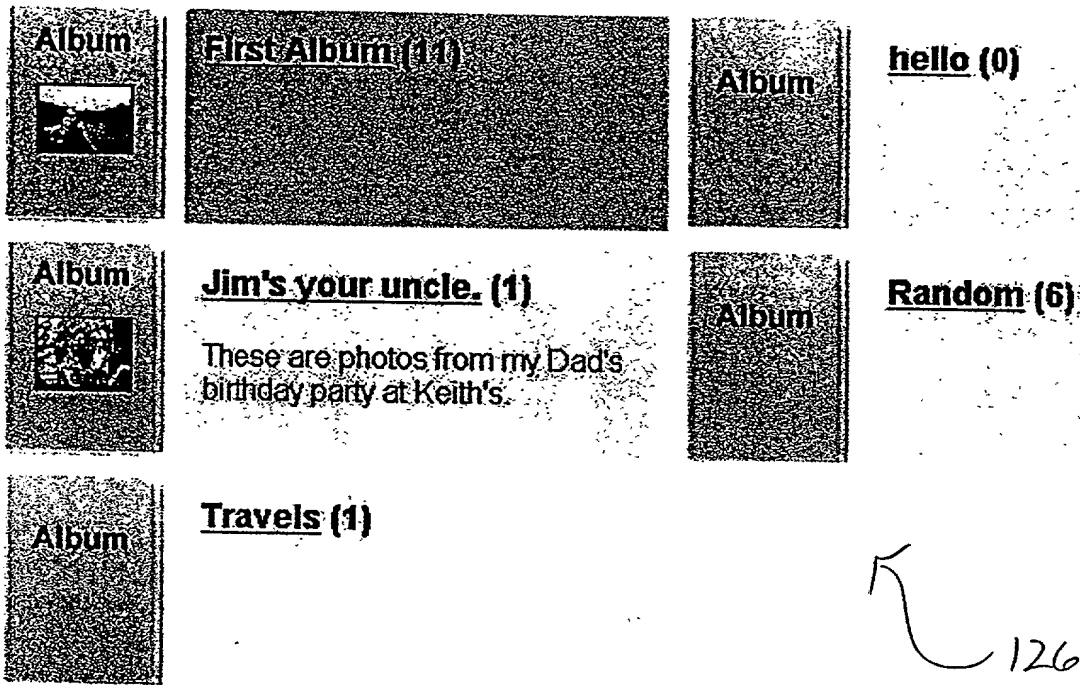 Album
First Album (11)
Album
hello (0)
Album
Jim's your uncle. (1)
These are photos from my Dad's
birthday party at Keith's.
Album
Random (6)
Album
Travels (1)
126